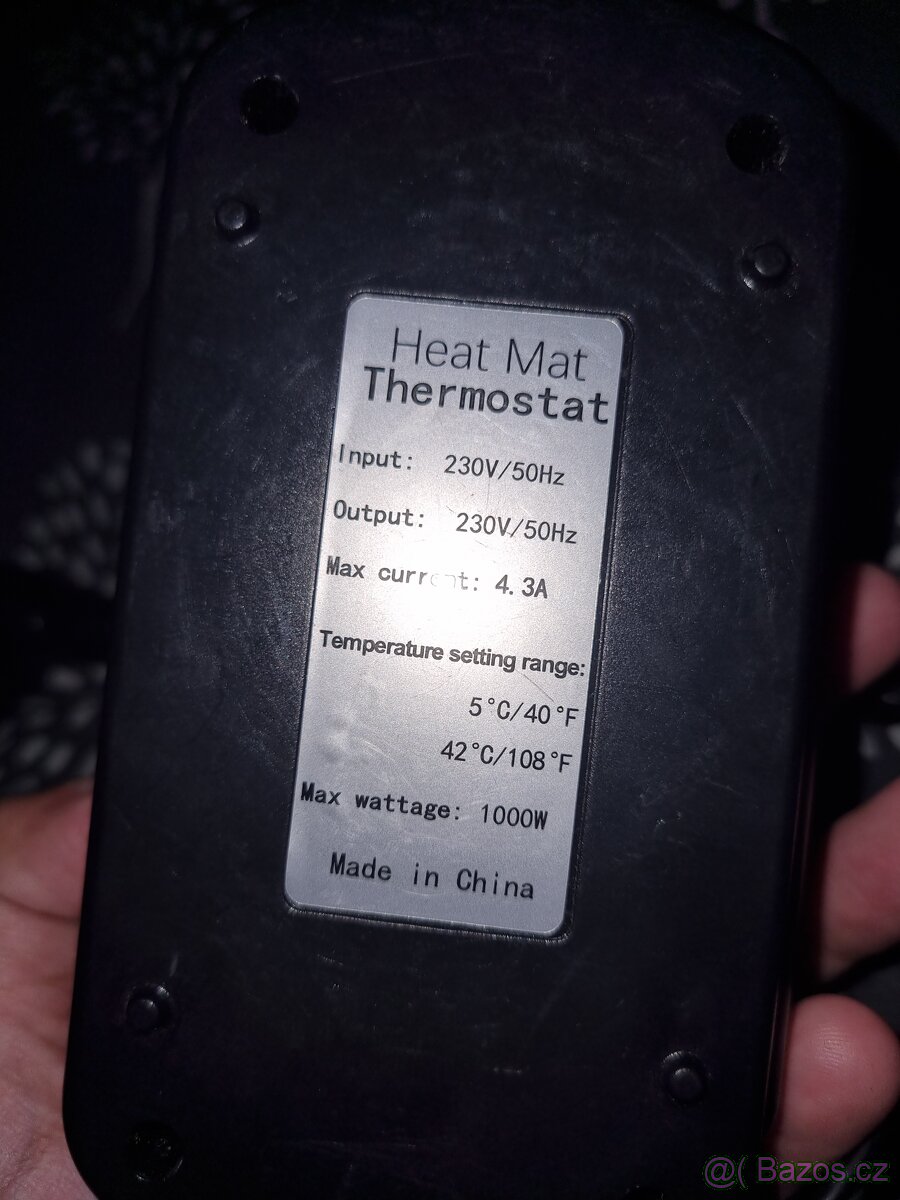 Heat Mat
Thermostat
Input: 230V/50Hz
Output: 230V/50Hz
Max current: 4.3A
Temperature setting range:
5°C/40°F
42°C/108°F
Max wattage: 1000W
Made in China
@( Bazos.cz